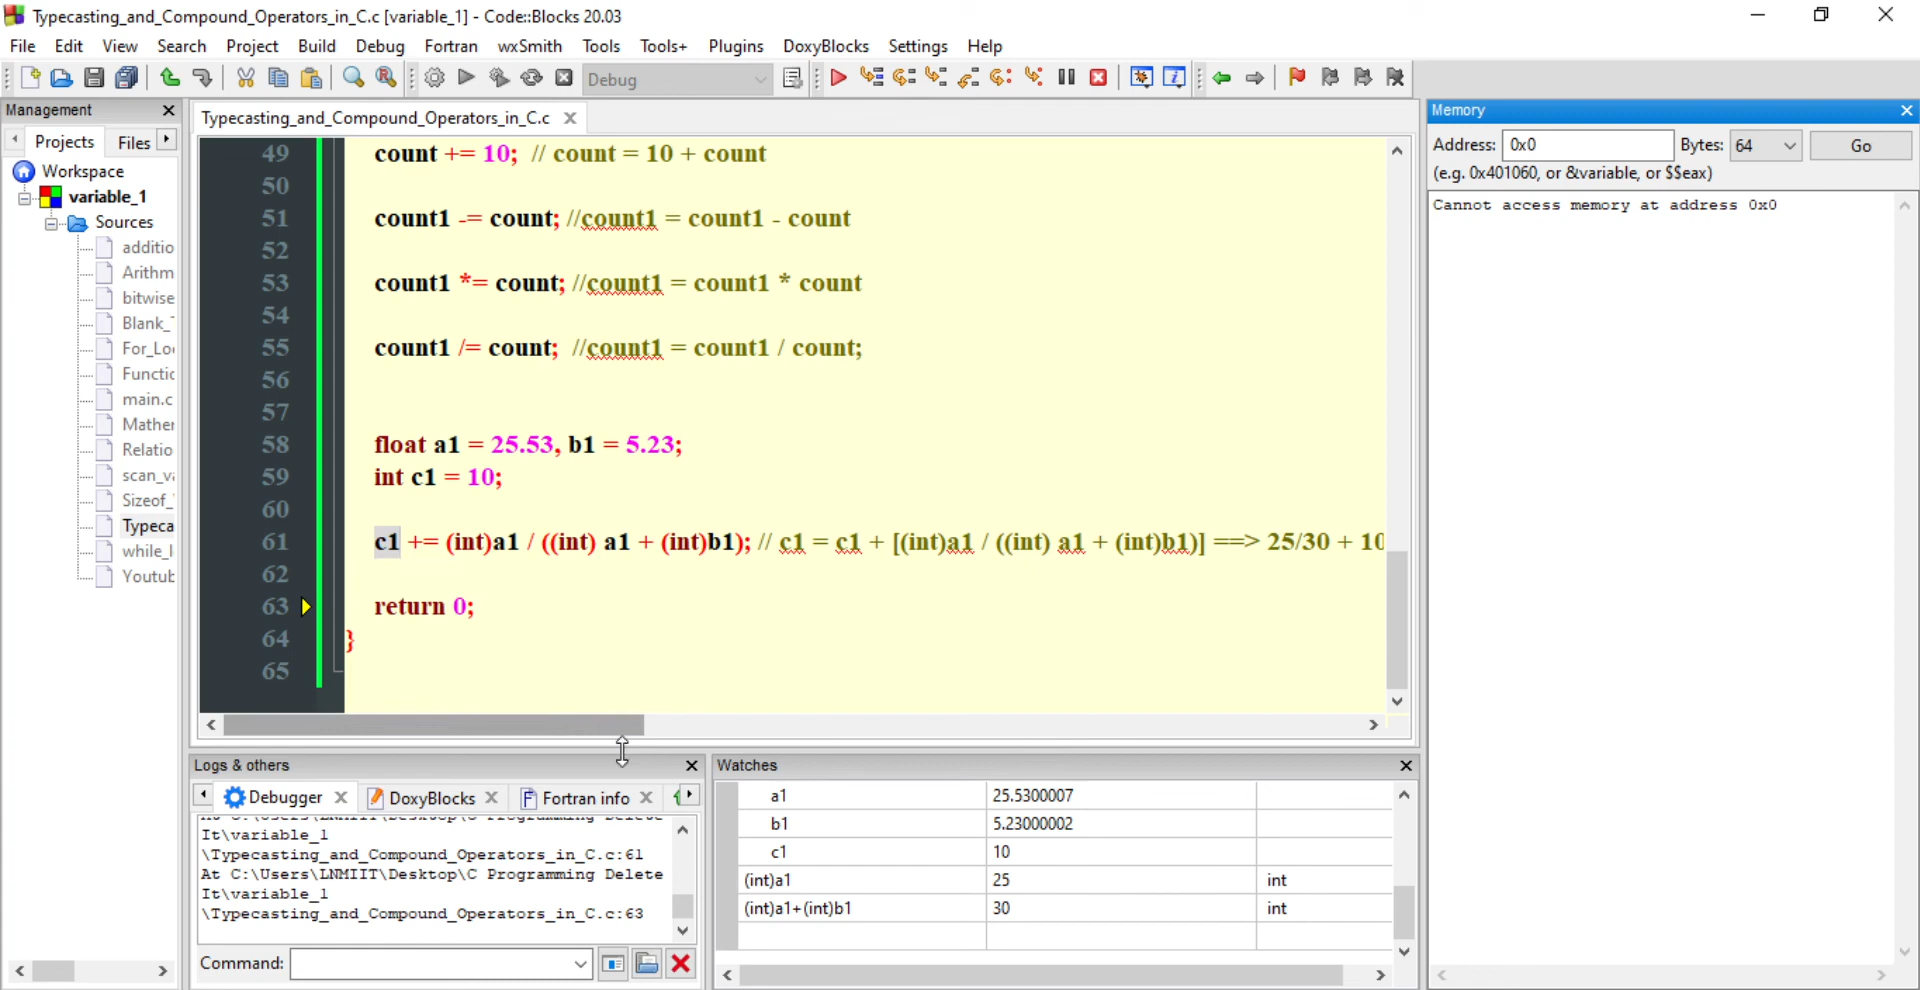 Typecasting_and_Compound_Operators_in_C.c [variable_1] - Code::Blocks 20.03
File Edit View Search Project Build Debug Fortran wxSmith Tools Tools+ Plugins DoxyBlocks Settings Help
Debug
Management
Projects Files
Workspace
variable_1
Sources
additio
Arithm
bitwise
Blank_
For_Lo
Functic
main.c
Mather
Relatio
scan_va
Sizeof_
Typeca
while_l
Youtub
Typecasting_and_Compound_Operators_in_C.c
49 count += 10; // count = 10 + count
50
51 count1 -= count; //count1 = count1 - count
52
53 count1 *= count; //count1 = count1 * count
54
55 count1 /= count; //count1 = count1 / count;
56
57
58 float a1 = 25.53, b1 = 5.23;
59 int c1 = 10;
60
61 c1 += (int)a1 / ((int) a1 + (int)b1); // c1 = c1 + [(int)a1 / ((int) a1 + (int)b1)] ==> 25/30 + 10
62
63 return 0;
64 }
65
Logs & others
Debugger DoxyBlocks Fortran info
It\variable_1
\Typecasting_and_Compound_Operators_in_C.c:61
At C:\Users\LNMIIT\Desktop\C Programming Delete
It\variable_1
\Typecasting_and_Compound_Operators_in_C.c:63
Command:
Watches
a1 25.5300007
b1 5.23000002
c1 10
(int)a1 25 int
(int)a1+(int)b1 30 int
Memory
Address: 0x0 Bytes: 64 Go
(e.g. 0x401060, or &variable, or $$eax)
Cannot access memory at address 0x0